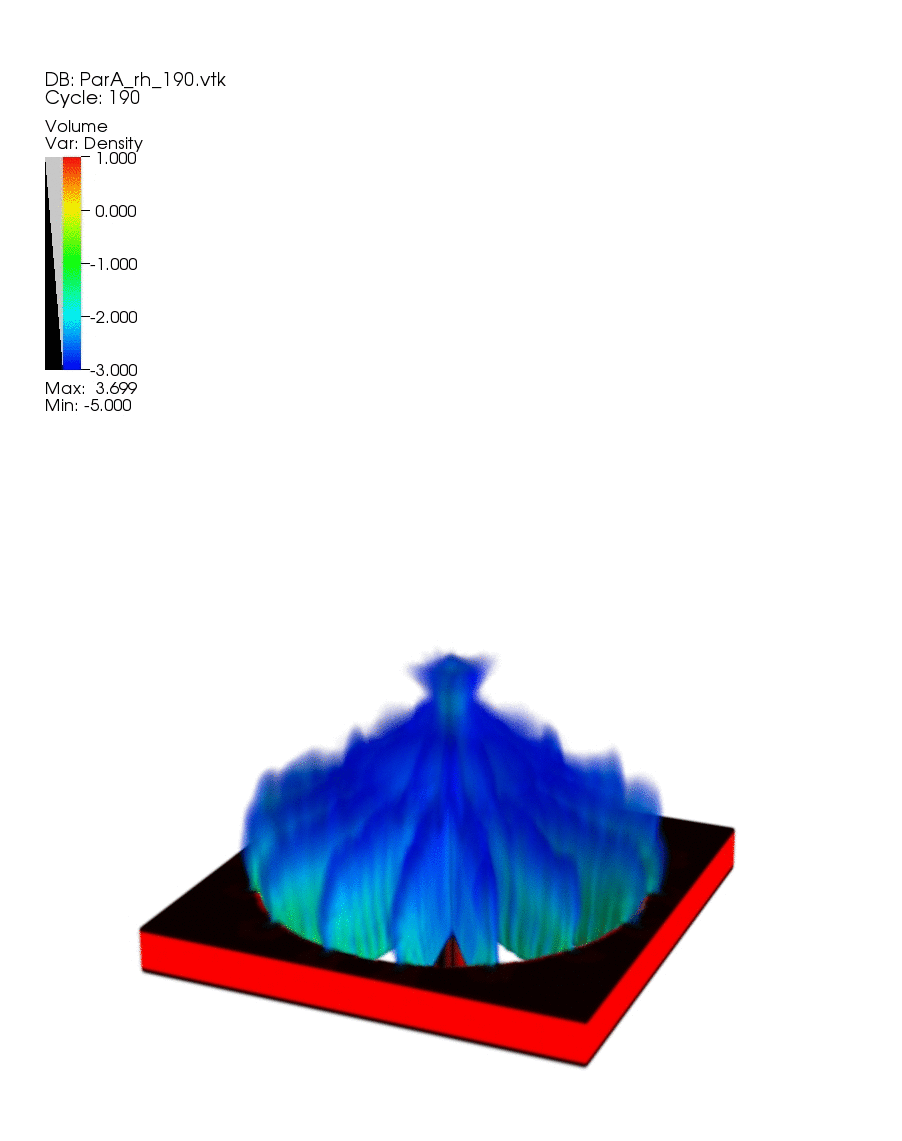 DB: ParA_rh_190.vtk
Cycle: 190
Volume
Var: Density
1.000
0.000
-1.000
-2.000
-3.000
Max: 3.699
Min: -5.000